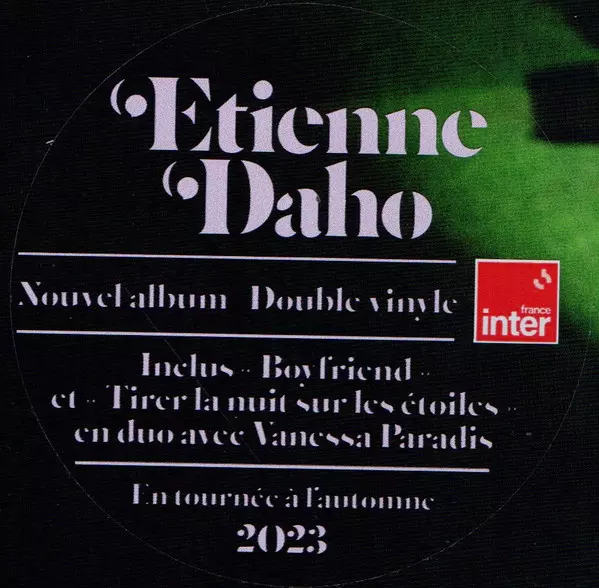 Etienne
Daho
Nouvel album Double vinyle
france
inter
Inclus « Boyfriend »
et « Tirer la nuit sur les étoiles »
en duo avec Vanessa Paradis
En tournée à l'automne
2023